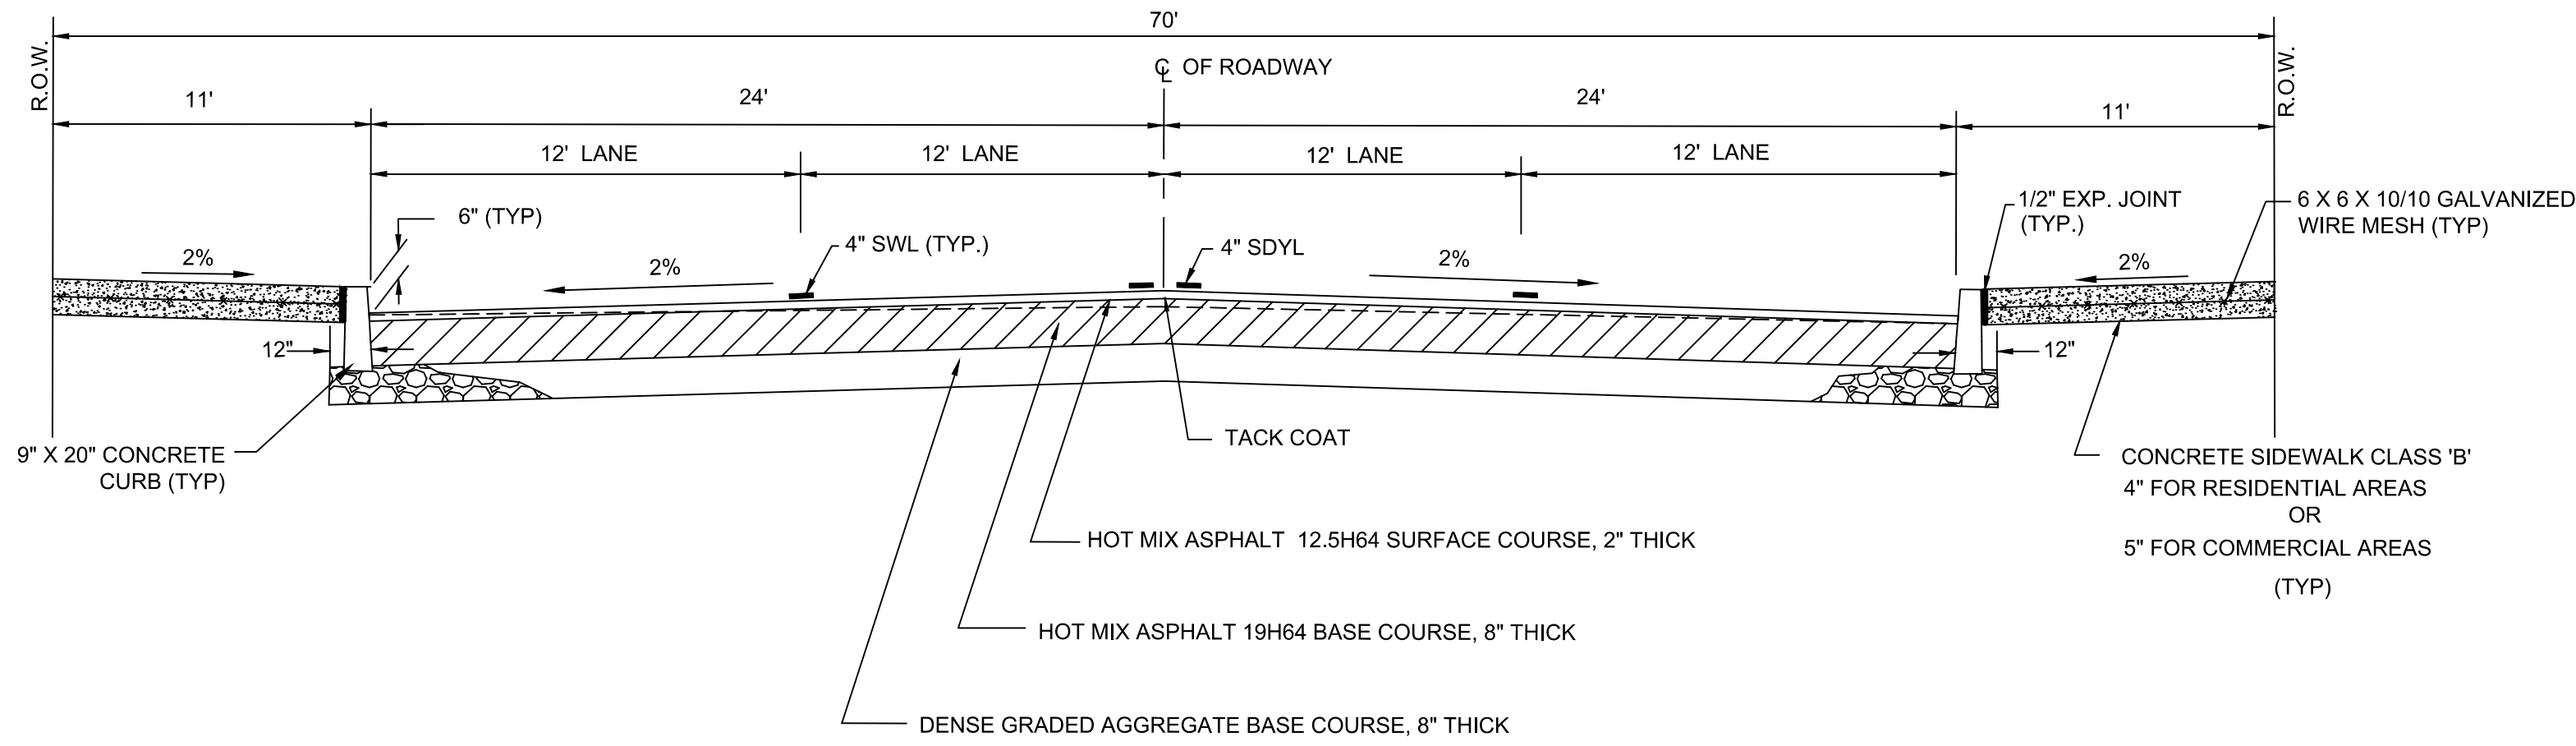 70'
℄ OF ROADWAY
R.O.W.
R.O.W.
11'
24'
24'
11'
12' LANE
12' LANE
12' LANE
12' LANE
6" (TYP)
1/2" EXP. JOINT
(TYP.)
6 X 6 X 10/10 GALVANIZED
WIRE MESH (TYP)
2%
2%
4" SWL (TYP.)
4" SDYL
2%
2%
12"
12"
9" X 20" CONCRETE
CURB (TYP)
TACK COAT
CONCRETE SIDEWALK CLASS 'B'
4" FOR RESIDENTIAL AREAS
OR
5" FOR COMMERCIAL AREAS
(TYP)
HOT MIX ASPHALT 12.5H64 SURFACE COURSE, 2" THICK
HOT MIX ASPHALT 19H64 BASE COURSE, 8" THICK
DENSE GRADED AGGREGATE BASE COURSE, 8" THICK